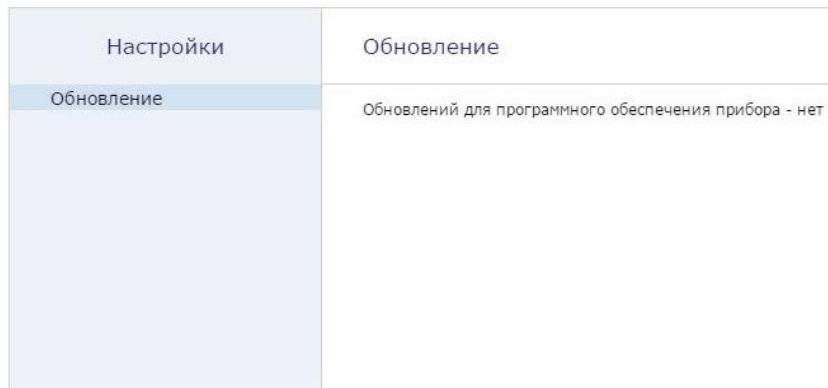 Настройки
Обновление
Обновление
Обновлений для программного обеспечения прибора - нет